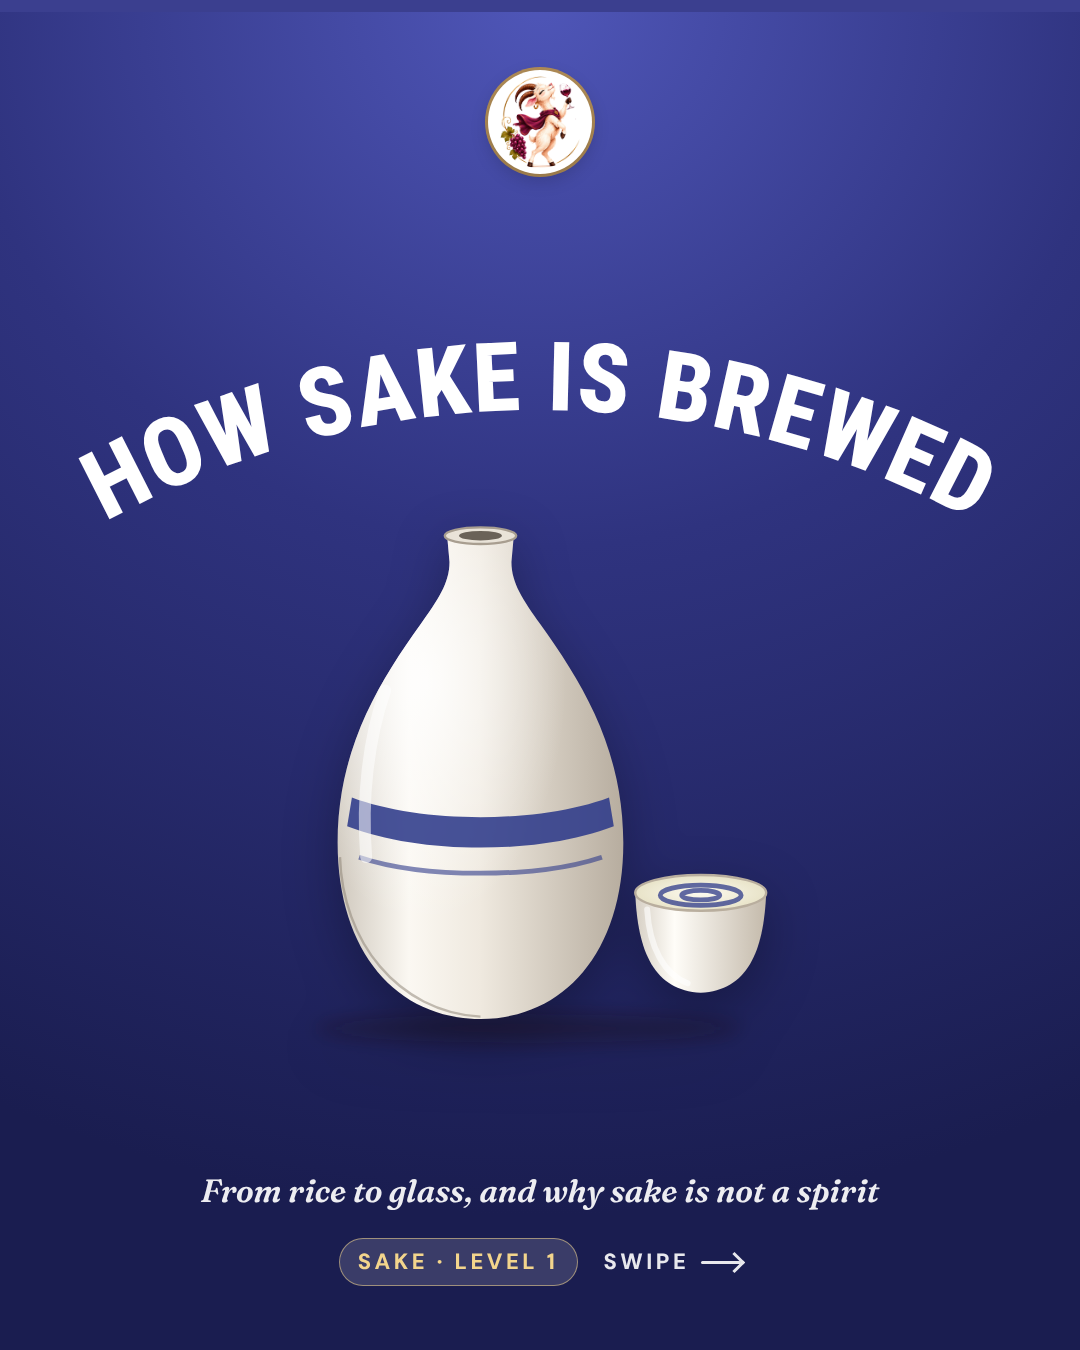 HOW SAKE IS BREWED
From rice to glass, and why sake is not a spirit
SAKE · LEVEL 1
SWIPE →